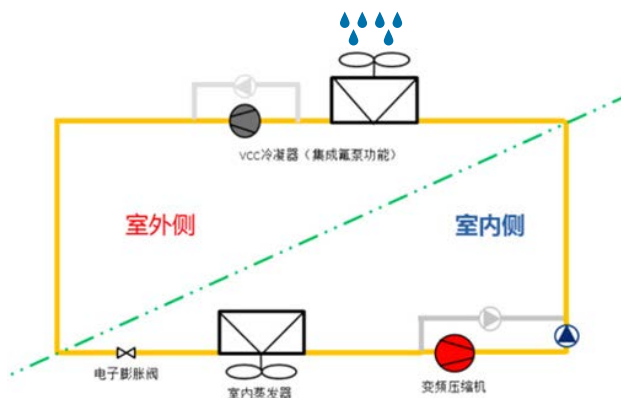 vcc冷凝器（集成氟泵功能）
室外侧
室内侧
电子膨胀阀
室内蒸发器
变频压缩机